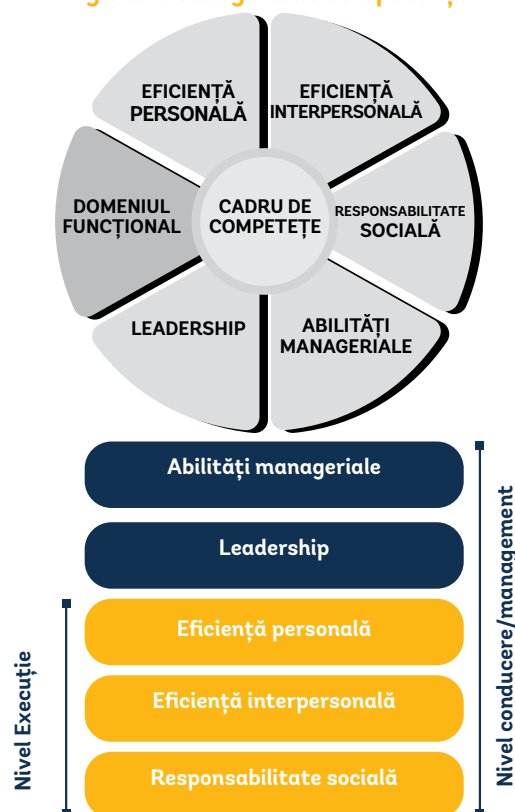 EFICIENȚĂ
PERSONALĂ
EFICIENȚĂ
INTERPERSONALĂ
DOMENIUL
FUNCȚIONAL
CADRU DE
COMPETEȚE
RESPONSABILITATE
SOCIALĂ
LEADERSHIP
ABILITĂȚI
MANAGERIALE
Abilități manageriale
Leadership
Eficiență personală
Eficiență interpersonală
Responsabilitate socială
Nivel Execuție
Nivel conducere/management